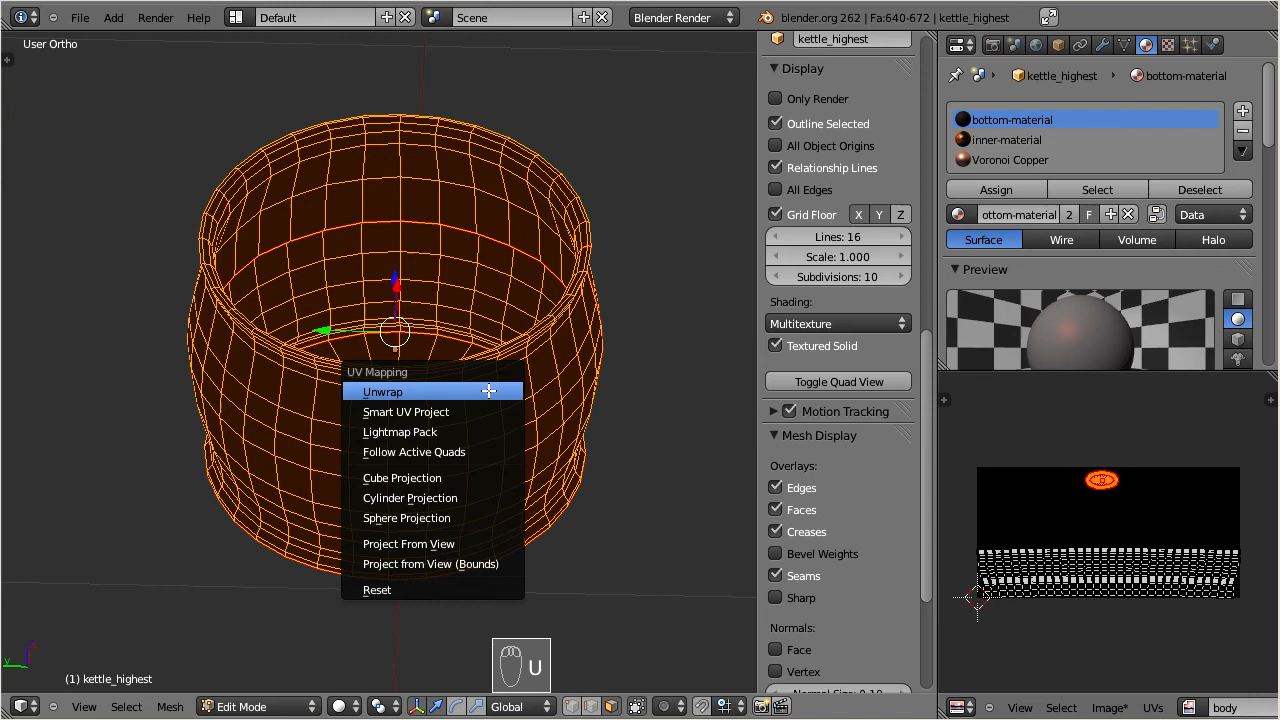 File Add Render Help Default Scene Blender Render blender.org 262 | Fa:640-672 | kettle_highest
User Ortho
kettle_highest
Display
Only Render
Outline Selected
All Object Origins
Relationship Lines
All Edges
Grid Floor X Y Z
Lines: 16
Scale: 1.000
Subdivisions: 10
Shading:
Multitexture
Textured Solid
Toggle Quad View
Motion Tracking
Mesh Display
Overlays:
Edges
Faces
Creases
Bevel Weights
Seams
Sharp
Normals:
Face
Vertex
kettle_highest bottom-material
bottom-material
inner-material
Voronoi Copper
Assign Select Deselect
ottom-material 2 F Data
Surface Wire Volume Halo
Preview
UV Mapping
Unwrap
Smart UV Project
Lightmap Pack
Follow Active Quads
Cube Projection
Cylinder Projection
Sphere Projection
Project From View
Project from View (Bounds)
Reset
U
y
(1) kettle_highest
View Select Mesh Edit Mode Global
View Select Image* UVs body